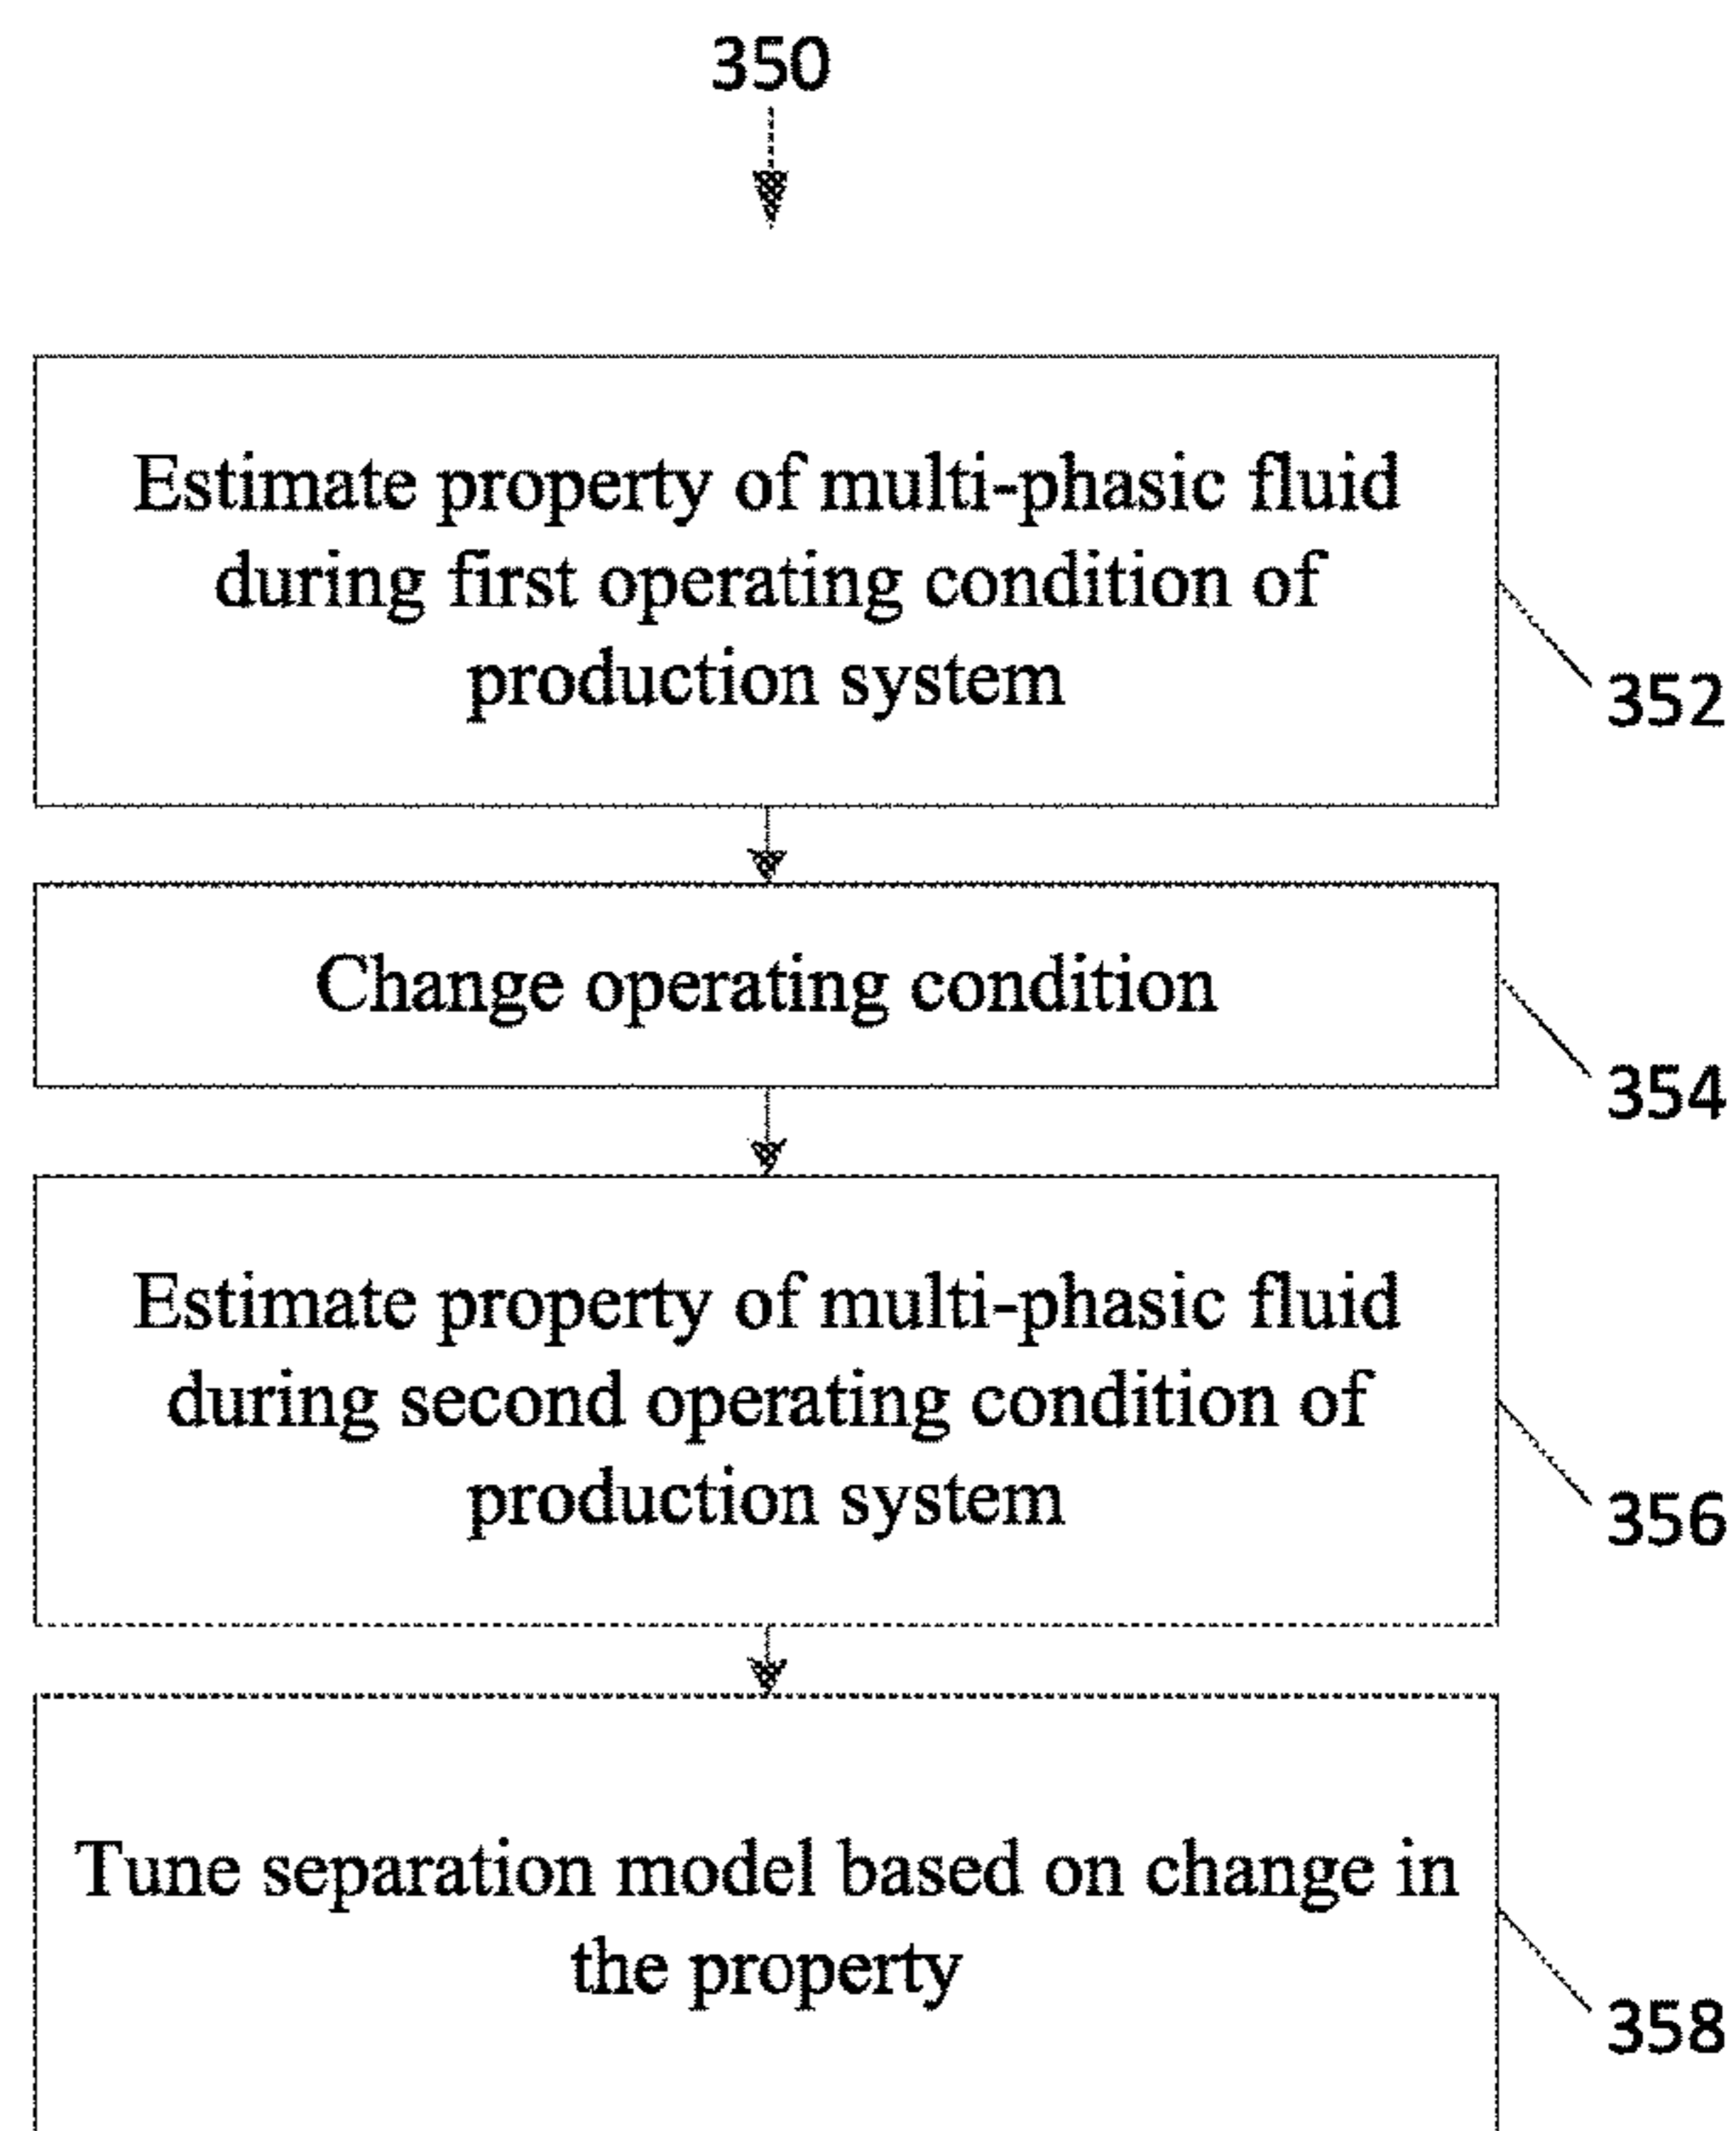 350
Estimate property of multi-phasic fluid
during first operating condition of
production system
352
Change operating condition
354
Estimate property of multi-phasic fluid
during second operating condition of
production system
356
Tune separation model based on change in
the property
358